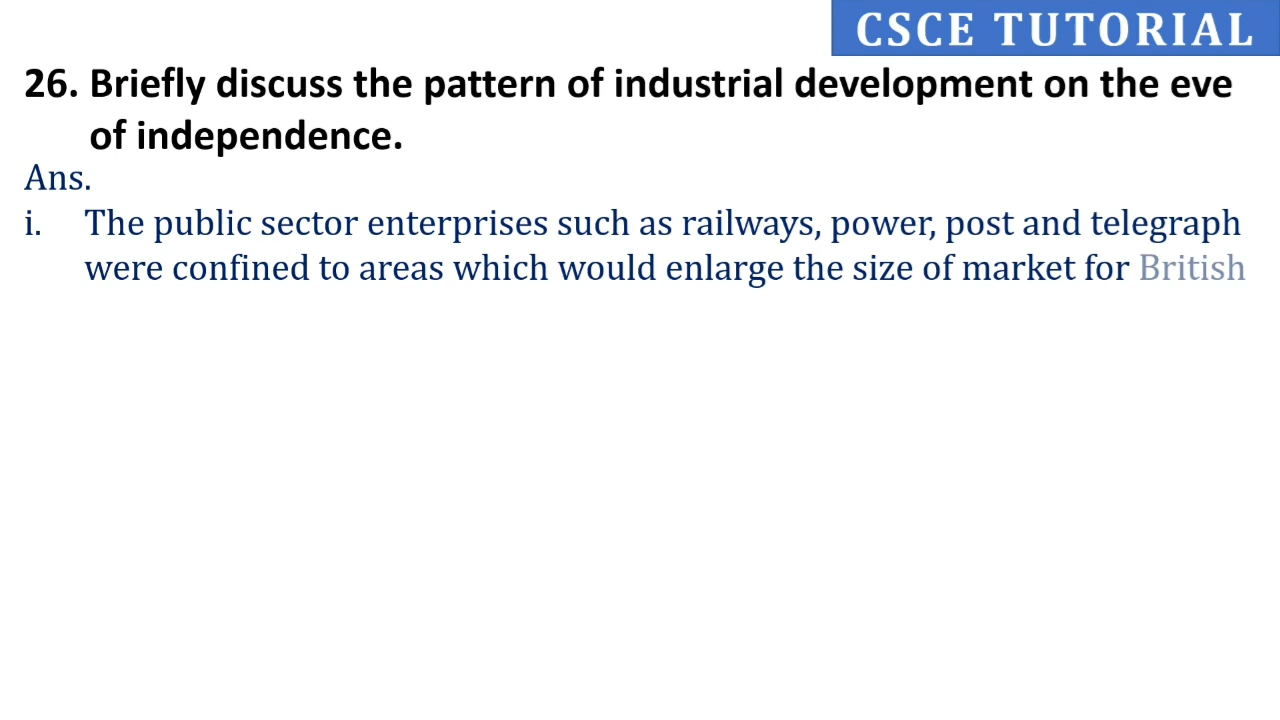 CSCE TUTORIAL
26. Briefly discuss the pattern of industrial development on the eve
of independence.
Ans.
i. The public sector enterprises such as railways, power, post and telegraph
were confined to areas which would enlarge the size of market for British